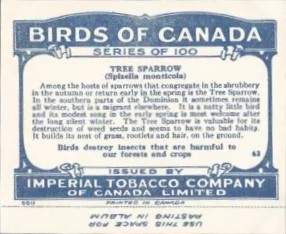 BIRDS OF CANADA
SERIES OF 100
TREE SPARROW
(Spizella monticola)
Among the hosts of sparrows that congregate in the shrubbery
in the autumn or return early in the spring is the Tree Sparrow.
In the southern parts of the Dominion it sometimes remains
all winter, but is a migrant elsewhere. It is a natty little bird
and its modest song in the early spring is most welcome after
the long silent winter. The Tree Sparrow is valuable for its
destruction of weed seeds and seems to have no bad habits.
It builds its nest of grass, rootlets and hair, on the ground.
Birds destroy insects that are harmful to
our forests and crops
63
ISSUED BY
IMPERIAL TOBACCO COMPANY
OF CANADA LIMITED
PRINTED IN CANADA
USE THIS SPACE FOR
PASTING IN ALBUM